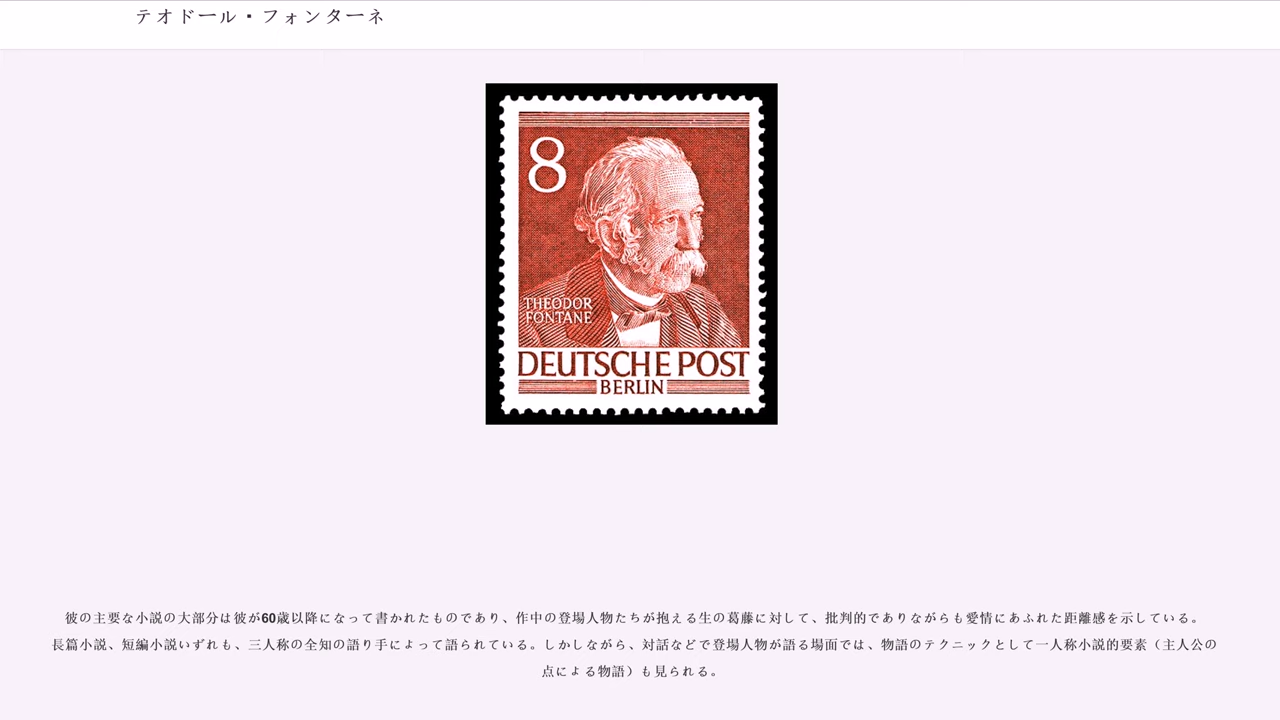 テオドール・フォンターネ
8
THEODOR
FONTANE
DEUTSCHE POST
BERLIN
彼の主要な小説の大部分は彼が60歳以降になって書かれたものであり、作中の登場人物たちが抱える生の葛藤に対して、批判的でありながらも愛情にあふれた距離感を示している。
長篇小説、短編小説いずれも、三人称の全知の語り手によって語られている。しかしながら、対話などで登場人物が語る場面では、物語のテクニックとして一人称小説的要素（主人公の
点による物語）も見られる。